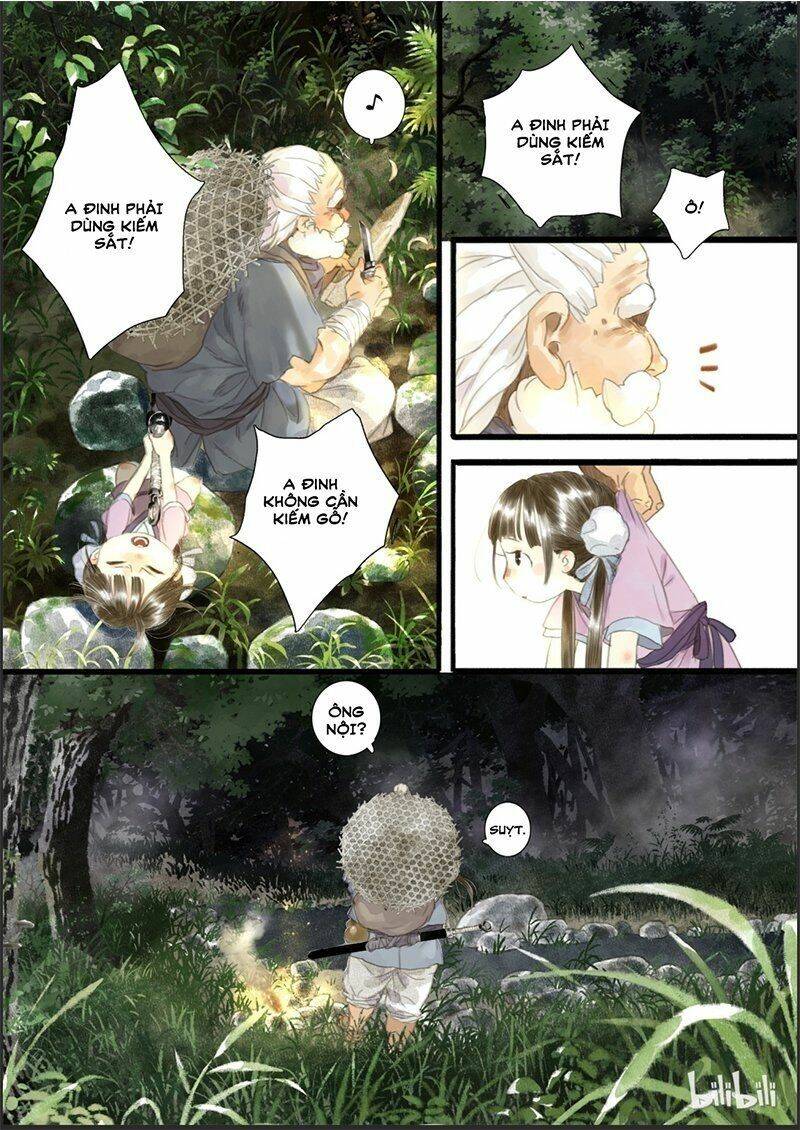 A ĐINH PHẢI
DÙNG KIẾM
SẮT!
A ĐINH
KHÔNG CẦN
KIẾM GỖ!
A ĐINH PHẢI
DÙNG KIẾM
SẮT!
Ô!
ÔNG
NỘI?
SUỴT.
bilibili